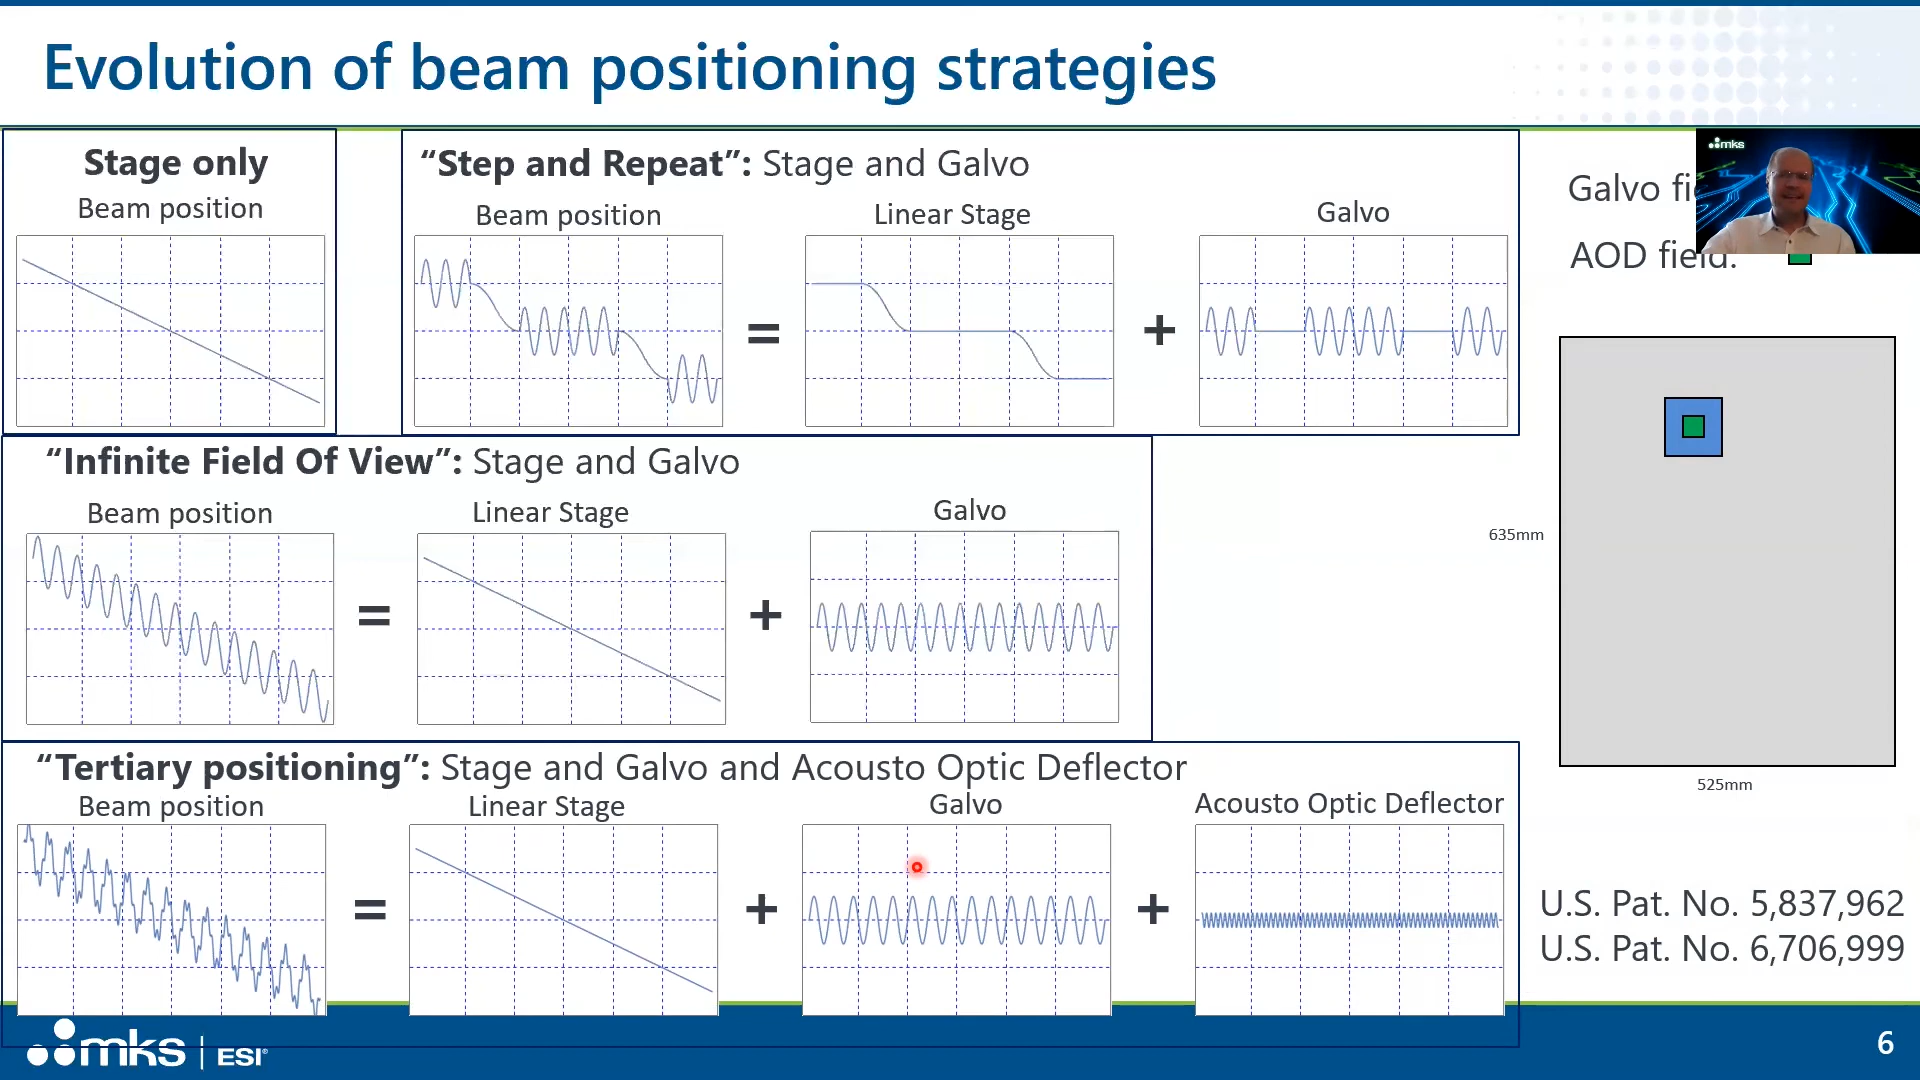 Evolution of beam positioning strategies
Stage only
Beam position
“Step and Repeat”: Stage and Galvo
Beam position
Linear Stage
Galvo
=
+
mks
Galvo fi
AOD field:
“Infinite Field Of View”: Stage and Galvo
Beam position
Linear Stage
Galvo
=
+
635mm
525mm
“Tertiary positioning”: Stage and Galvo and Acousto Optic Deflector
Beam position
Linear Stage
Galvo
Acousto Optic Deflector
=
+
+
U.S. Pat. No. 5,837,962
U.S. Pat. No. 6,706,999
mks | ESI®
6